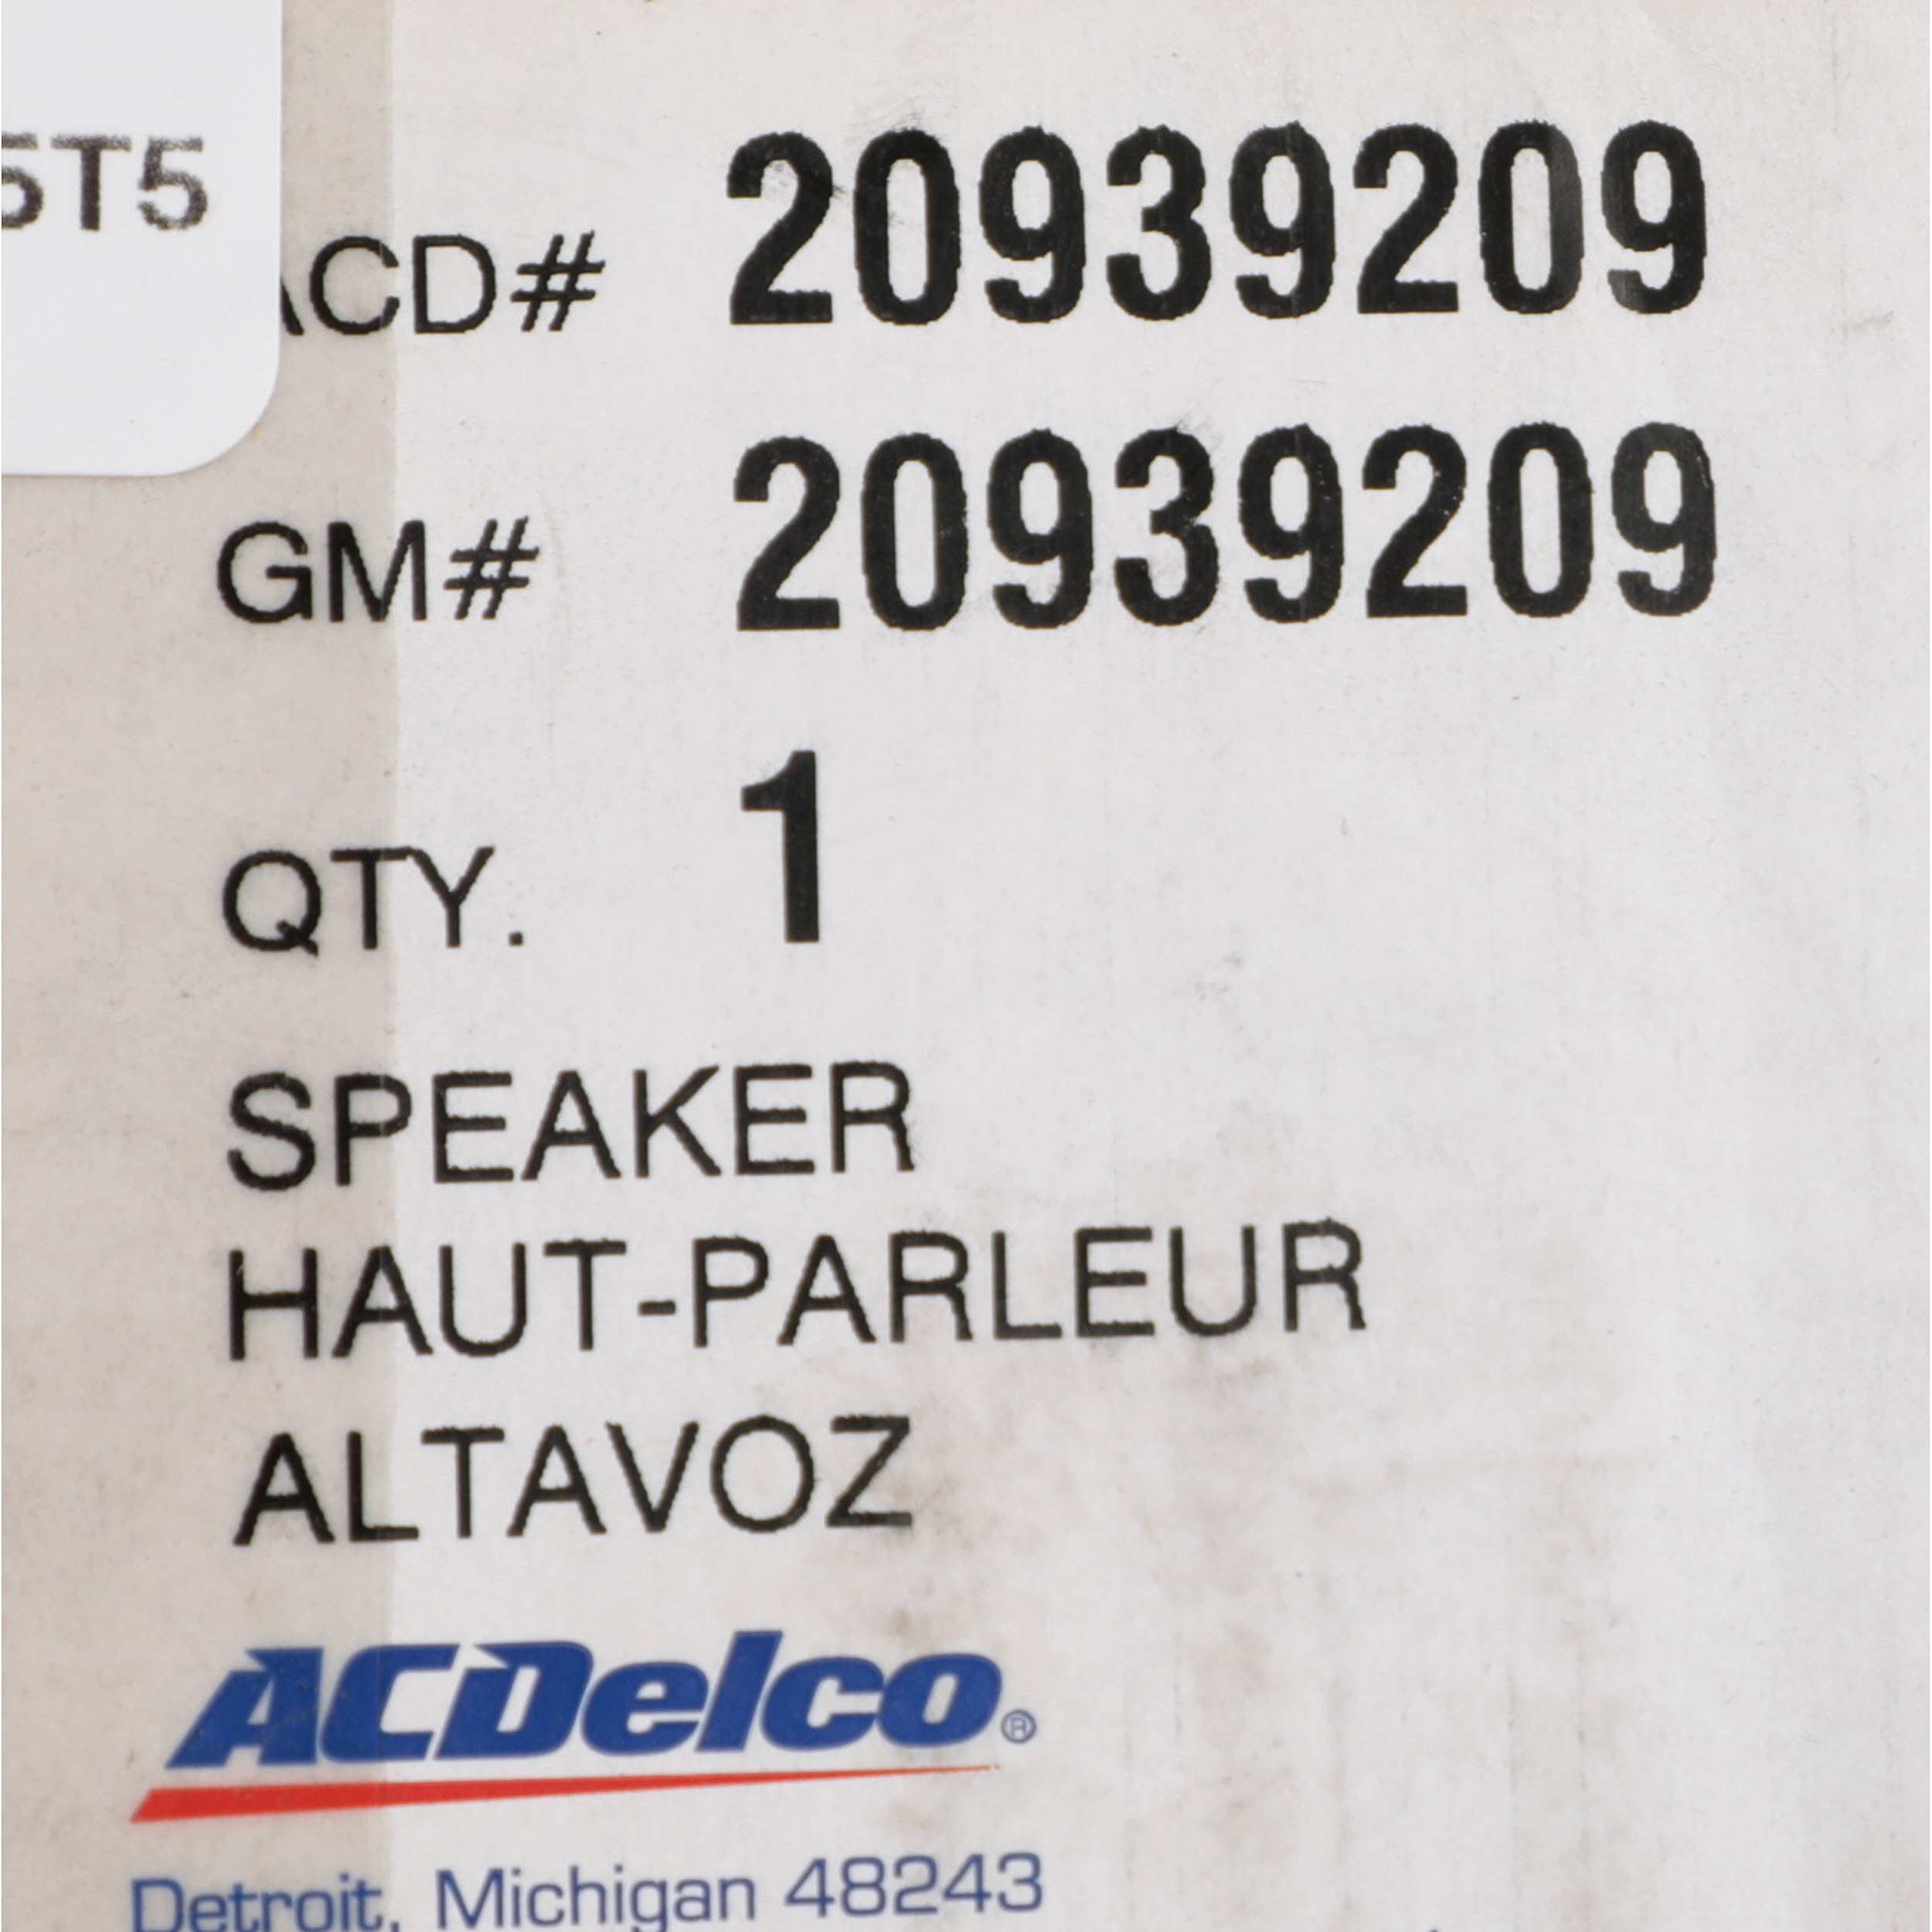 5T5
ACD# 20939209
GM# 20939209
QTY. 1
SPEAKER
HAUT-PARLEUR
ALTAVOZ
ACDelco®
Detroit, Michigan 48243